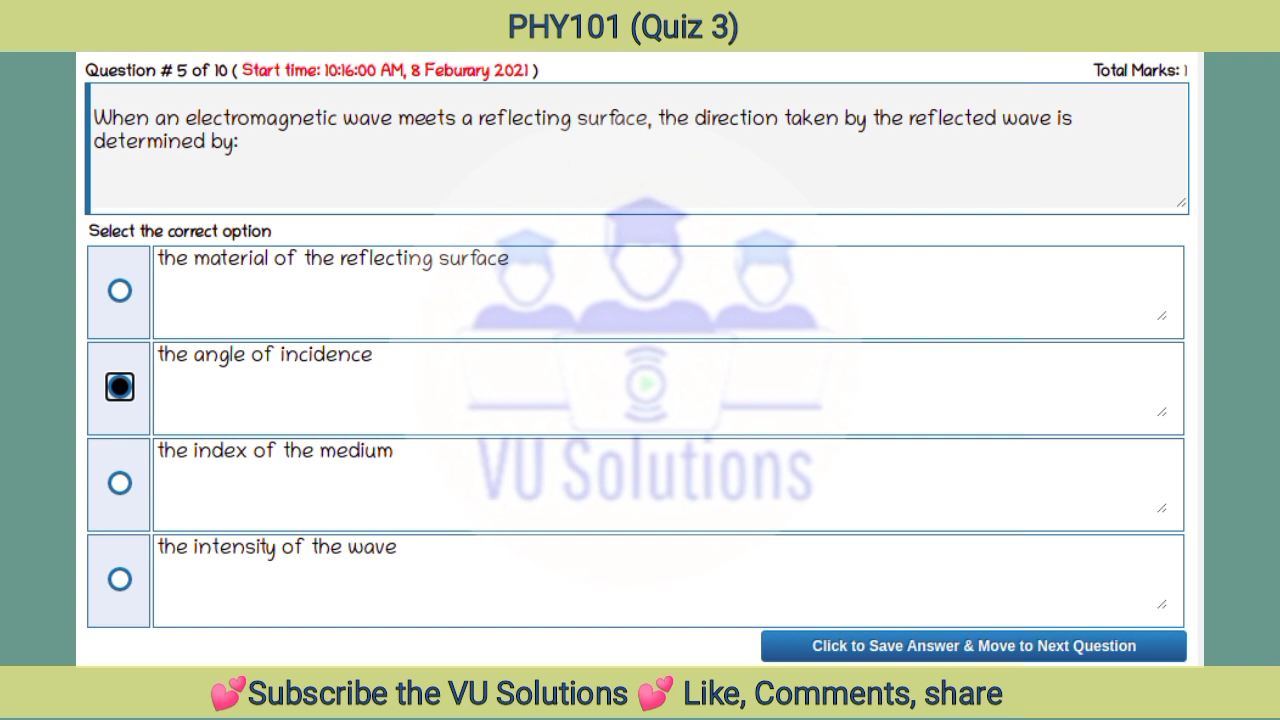 PHY101 (Quiz 3)
Question # 5 of 10 ( Start time: 10:16:00 AM, 8 Feburary 2021 ) Total Marks: 1
When an electromagnetic wave meets a reflecting surface, the direction taken by the reflected wave is
determined by:
Select the correct option
the material of the reflecting surface
the angle of incidence
the index of the medium
VU Solutions
the intensity of the wave
Click to Save Answer & Move to Next Question
💕Subscribe the VU Solutions 💕 Like, Comments, share